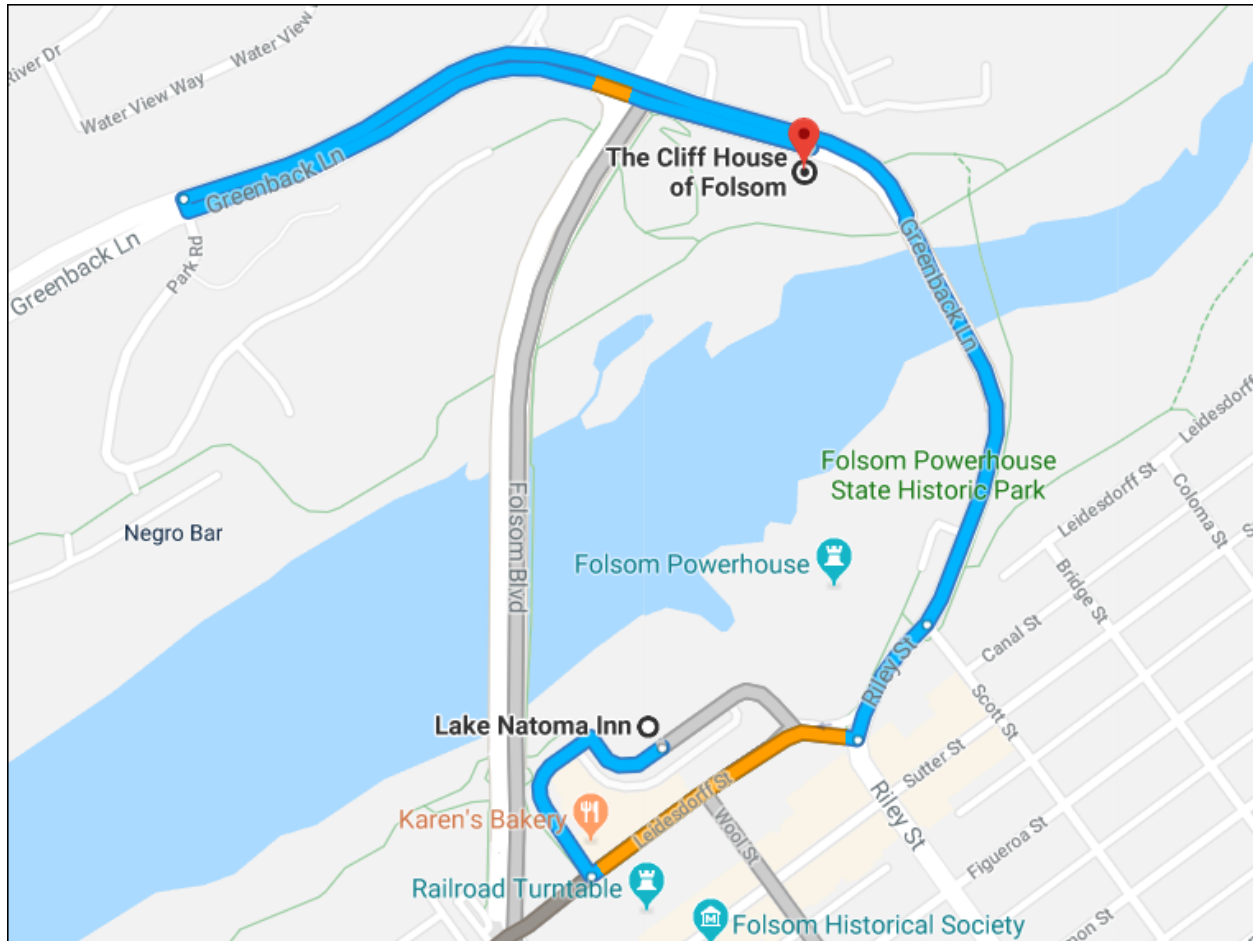 River Dr
Water View Way
Water View
Greenback Ln
Greenback Ln
Park Rd
The Cliff House
of Folsom
Greenback Ln
Folsom Powerhouse
State Historic Park
Leidesdorff St
Leidesdorff St
Coloma St
Negro Bar
Folsom Blvd
Folsom Powerhouse
Bridge St
Canal St
Riley St
Scott St
Lake Natoma Inn
Sutter St
Karen's Bakery
Leidesdorff St
Riley St
Wool St
Figueroa St
Railroad Turntable
Folsom Historical Society
mon St